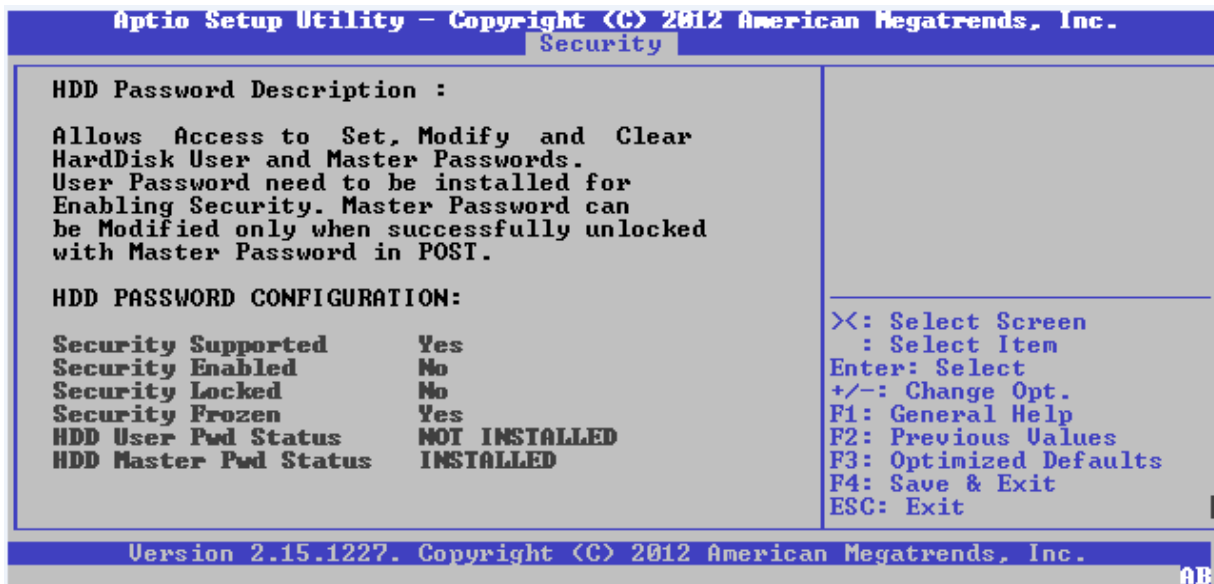 Aptio Setup Utility – Copyright (C) 2012 American Megatrends, Inc.
Security
HDD Password Description :
Allows Access to Set, Modify and Clear
HardDisk User and Master Passwords.
User Password need to be installed for
Enabling Security. Master Password can
be Modified only when successfully unlocked
with Master Password in POST.
HDD PASSWORD CONFIGURATION:
Security Supported Yes
Security Enabled No
Security Locked No
Security Frozen Yes
HDD User Pwd Status NOT INSTALLED
HDD Master Pwd Status INSTALLED
><: Select Screen
: Select Item
Enter: Select
+/-: Change Opt.
F1: General Help
F2: Previous Values
F3: Optimized Defaults
F4: Save & Exit
ESC: Exit
Version 2.15.1227. Copyright (C) 2012 American Megatrends, Inc.
AB